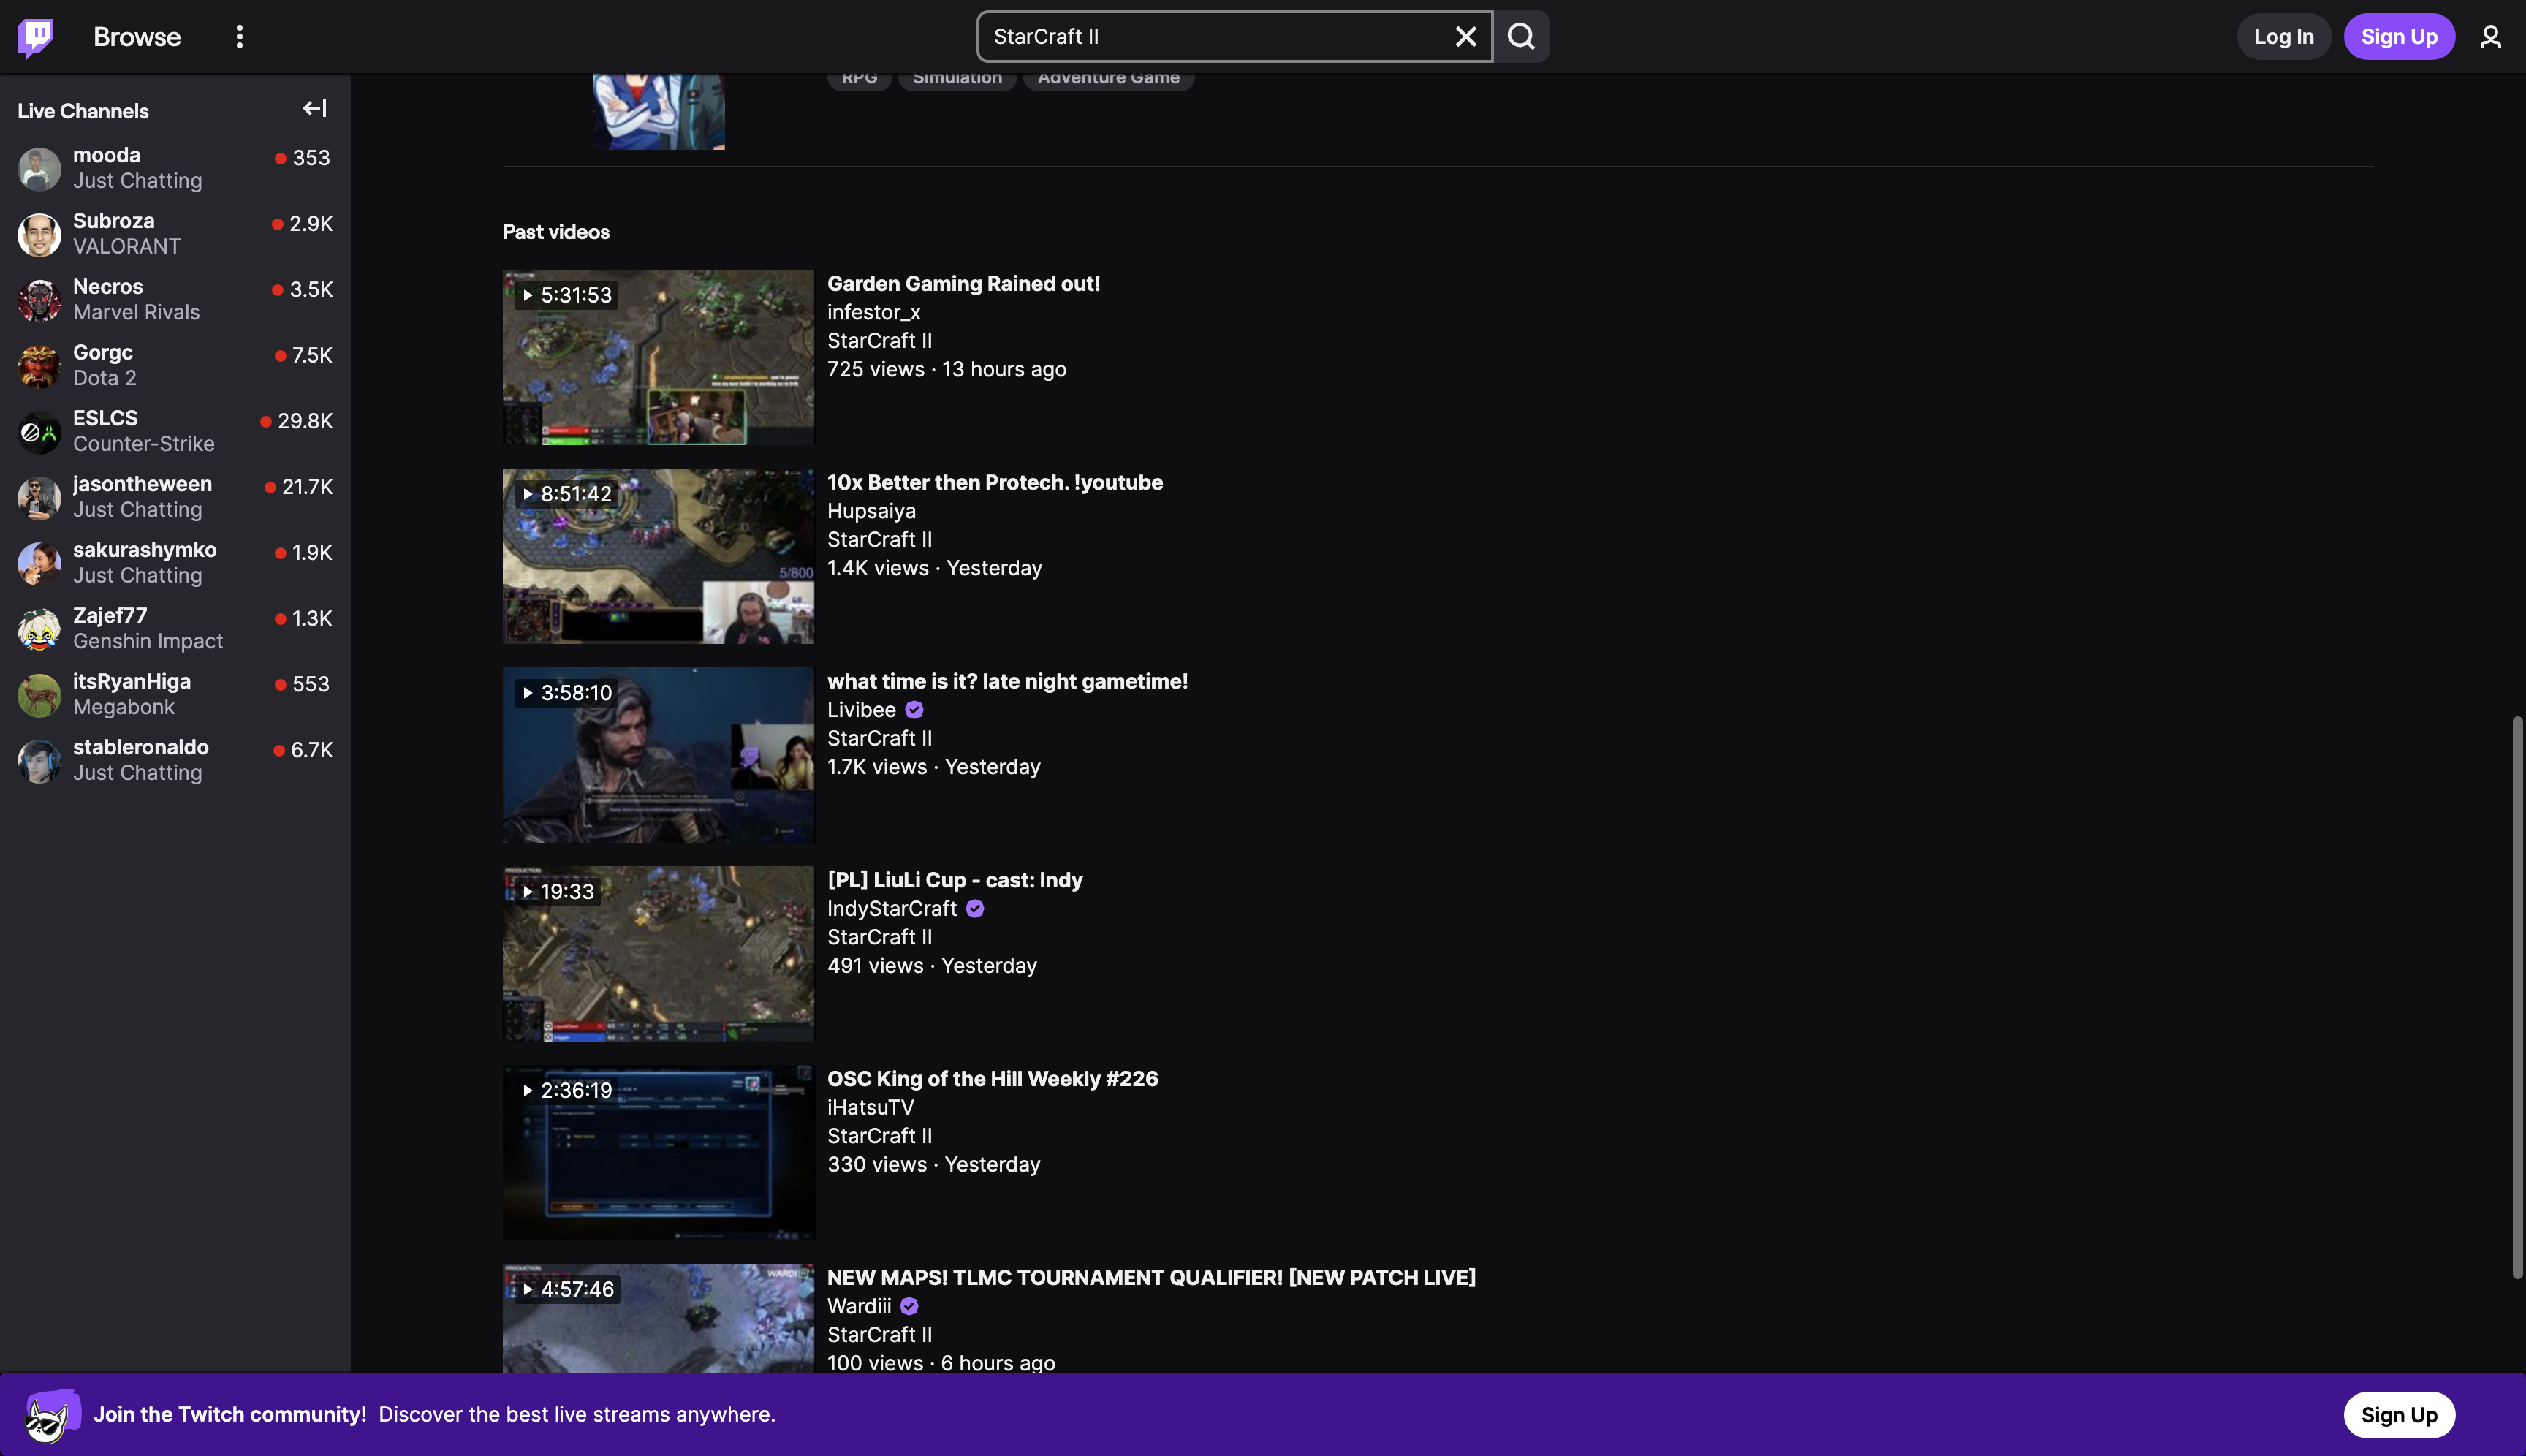 Browse
StarCraft II
Log In
Sign Up
Live Channels
mooda
353
Just Chatting
Subroza
2.9K
VALORANT
Necros
3.5K
Marvel Rivals
Gorgc
7.5K
Dota 2
ESLCS
29.8K
Counter-Strike
jasontheween
21.7K
Just Chatting
sakurashymko
1.9K
Just Chatting
Zajef77
1.3K
Genshin Impact
itsRyanHiga
553
Megabonk
stableronaldo
6.7K
Just Chatting
RPG
Simulation
Adventure Game
Past videos
5:31:53
Garden Gaming Rained out!
infestor_x
StarCraft II
725 views · 13 hours ago
8:51:42
5/800
10x Better then Protech. !youtube
Hupsaiya
StarCraft II
1.4K views · Yesterday
3:58:10
what time is it? late night gametime!
Livibee
StarCraft II
1.7K views · Yesterday
PRODUCTION
19:33
[PL] LiuLi Cup - cast: Indy
IndyStarCraft
StarCraft II
491 views · Yesterday
2:36:19
OSC King of the Hill Weekly #226
iHatsuTV
StarCraft II
330 views · Yesterday
PRODUCTION
4:57:46
WARDI
NEW MAPS! TLMC TOURNAMENT QUALIFIER! [NEW PATCH LIVE]
Wardiii
StarCraft II
100 views · 6 hours ago
Join the Twitch community! Discover the best live streams anywhere.
Sign Up